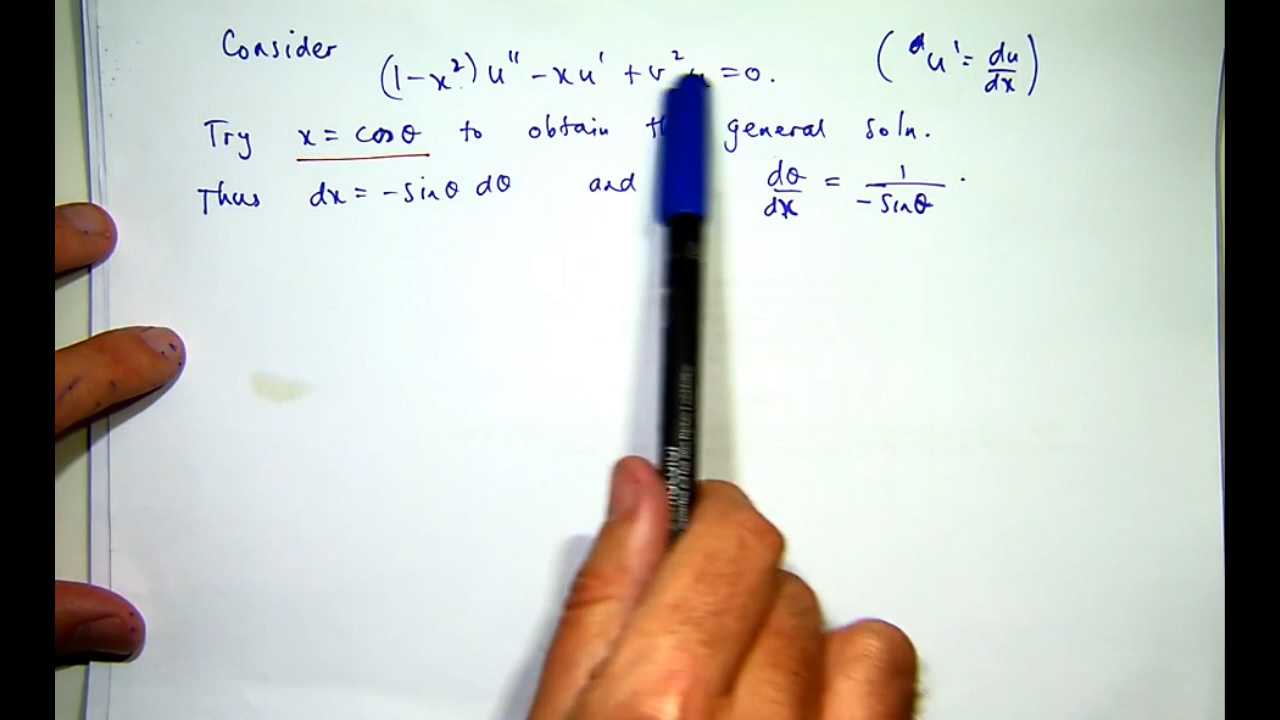 Consider
(1-x²)u'' - xu' + v² = 0. (u' = du/dx)
Try x = cosθ to obtain general soln.
Thus dx = -sinθ dθ and dθ/dx = 1/-sinθ .